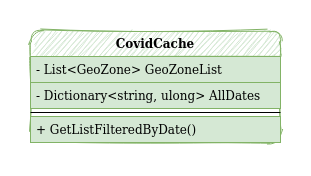 CovidCache
- List<GeoZone> GeoZoneList
- Dictionary<string, ulong> AllDates
+ GetListFilteredByDate()